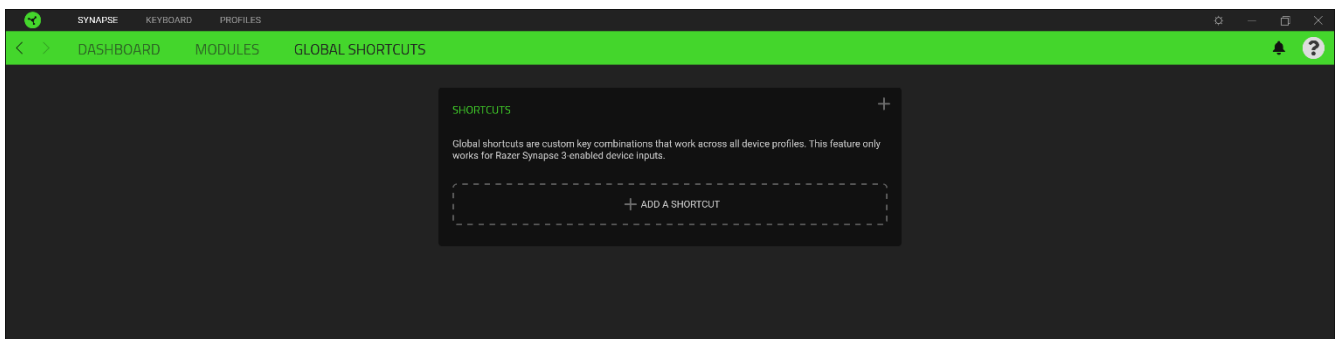 SYNAPSE KEYBOARD PROFILES
DASHBOARD MODULES GLOBAL SHORTCUTS
SHORTCUTS
Global shortcuts are custom key combinations that work across all device profiles. This feature only
works for Razer Synapse 3-enabled device inputs.
ADD A SHORTCUT